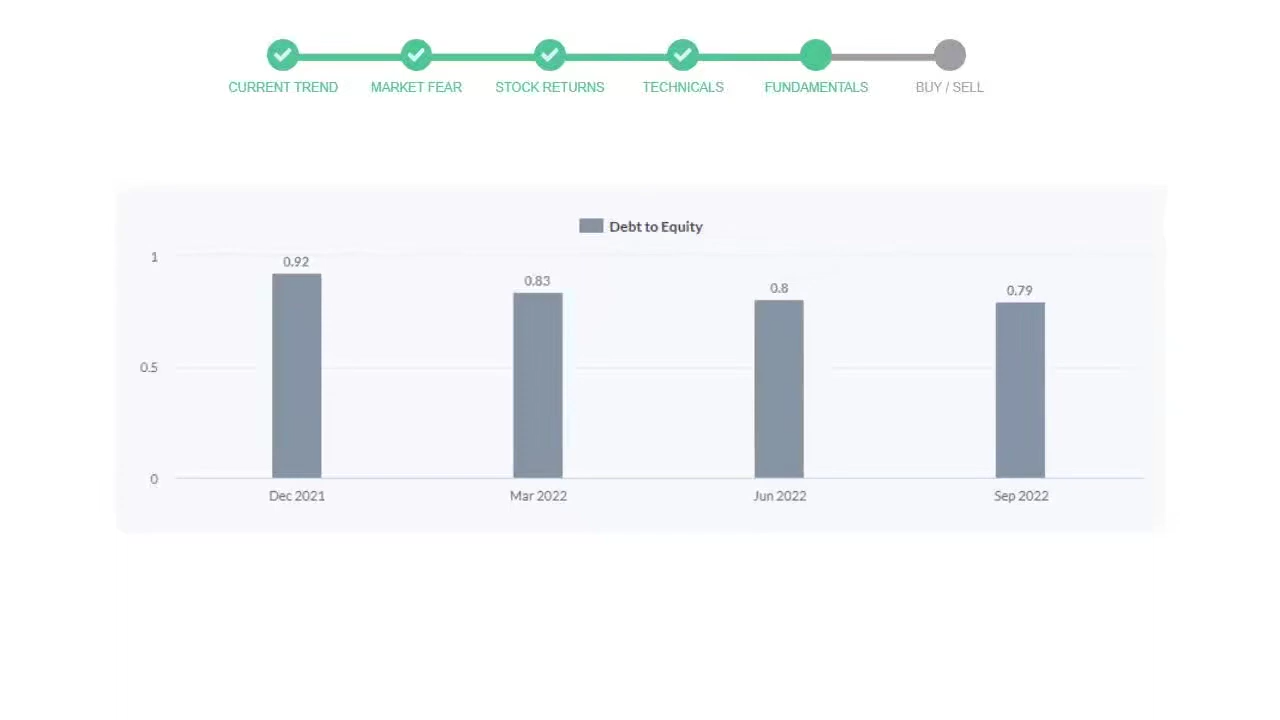 CURRENT TREND MARKET FEAR STOCK RETURNS TECHNICALS FUNDAMENTALS BUY / SELL
Debt to Equity
1
0.92 0.83 0.8 0.79
0.5
0
Dec 2021 Mar 2022 Jun 2022 Sep 2022